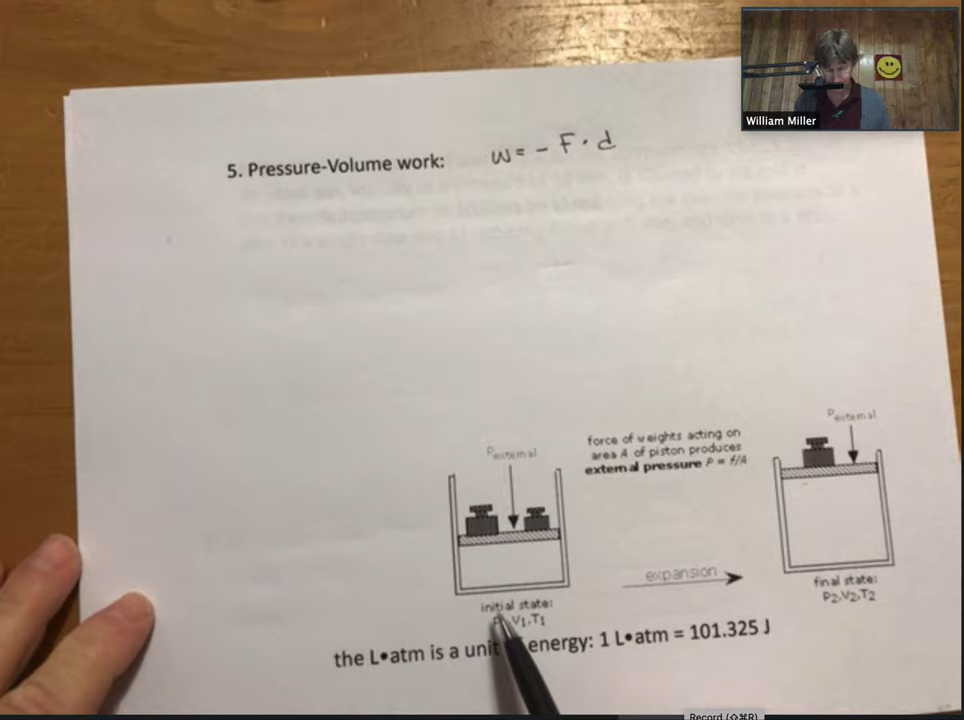 William Miller
5. Pressure-Volume work: w = - F · d
Pexternal
force of weights acting on
area A of piston produces
external pressure P = f/A
Pexternal
expansion
initial state:
V1,T1
final state:
P2,V2,T2
the L•atm is a unit energy: 1 L•atm = 101.325 J
Record (⇧⌘R)